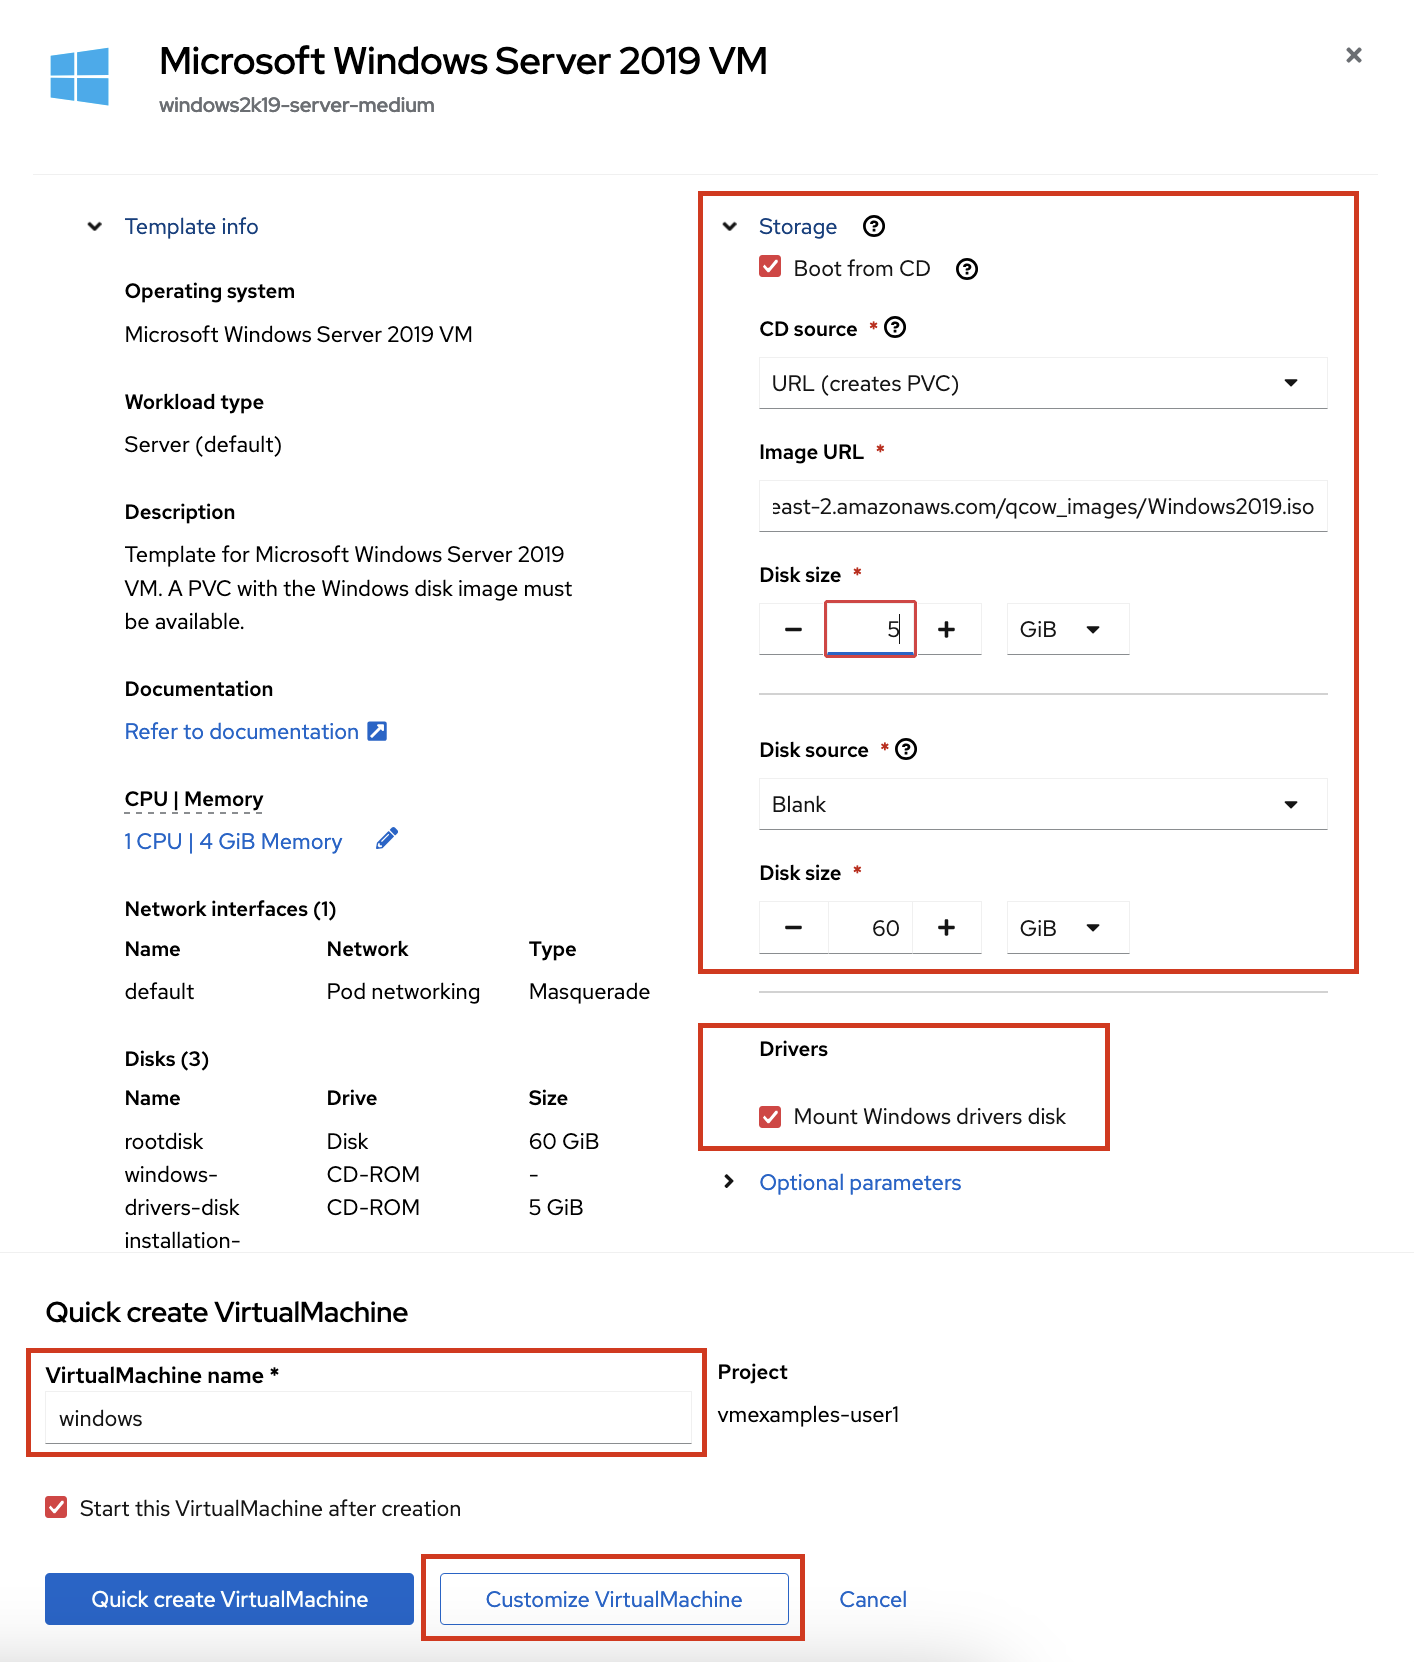 Microsoft Windows Server 2019 VM
windows2k19-server-medium
Template info
Operating system
Microsoft Windows Server 2019 VM
Workload type
Server (default)
Description
Template for Microsoft Windows Server 2019
VM. A PVC with the Windows disk image must
be available.
Documentation
Refer to documentation
CPU | Memory
1 CPU | 4 GiB Memory
Network interfaces (1)
Name Network Type
default Pod networking Masquerade
Disks (3)
Name Drive Size
rootdisk Disk 60 GiB
windows- CD-ROM -
drivers-disk CD-ROM 5 GiB
installation-
Storage
Boot from CD
CD source *
URL (creates PVC)
Image URL *
east-2.amazonaws.com/qcow_images/Windows2019.iso
Disk size *
5 GiB
Disk source *
Blank
Disk size *
60 GiB
Drivers
Mount Windows drivers disk
Optional parameters
Quick create VirtualMachine
VirtualMachine name *
windows
Project
vmexamples-user1
Start this VirtualMachine after creation
Quick create VirtualMachine Customize VirtualMachine Cancel